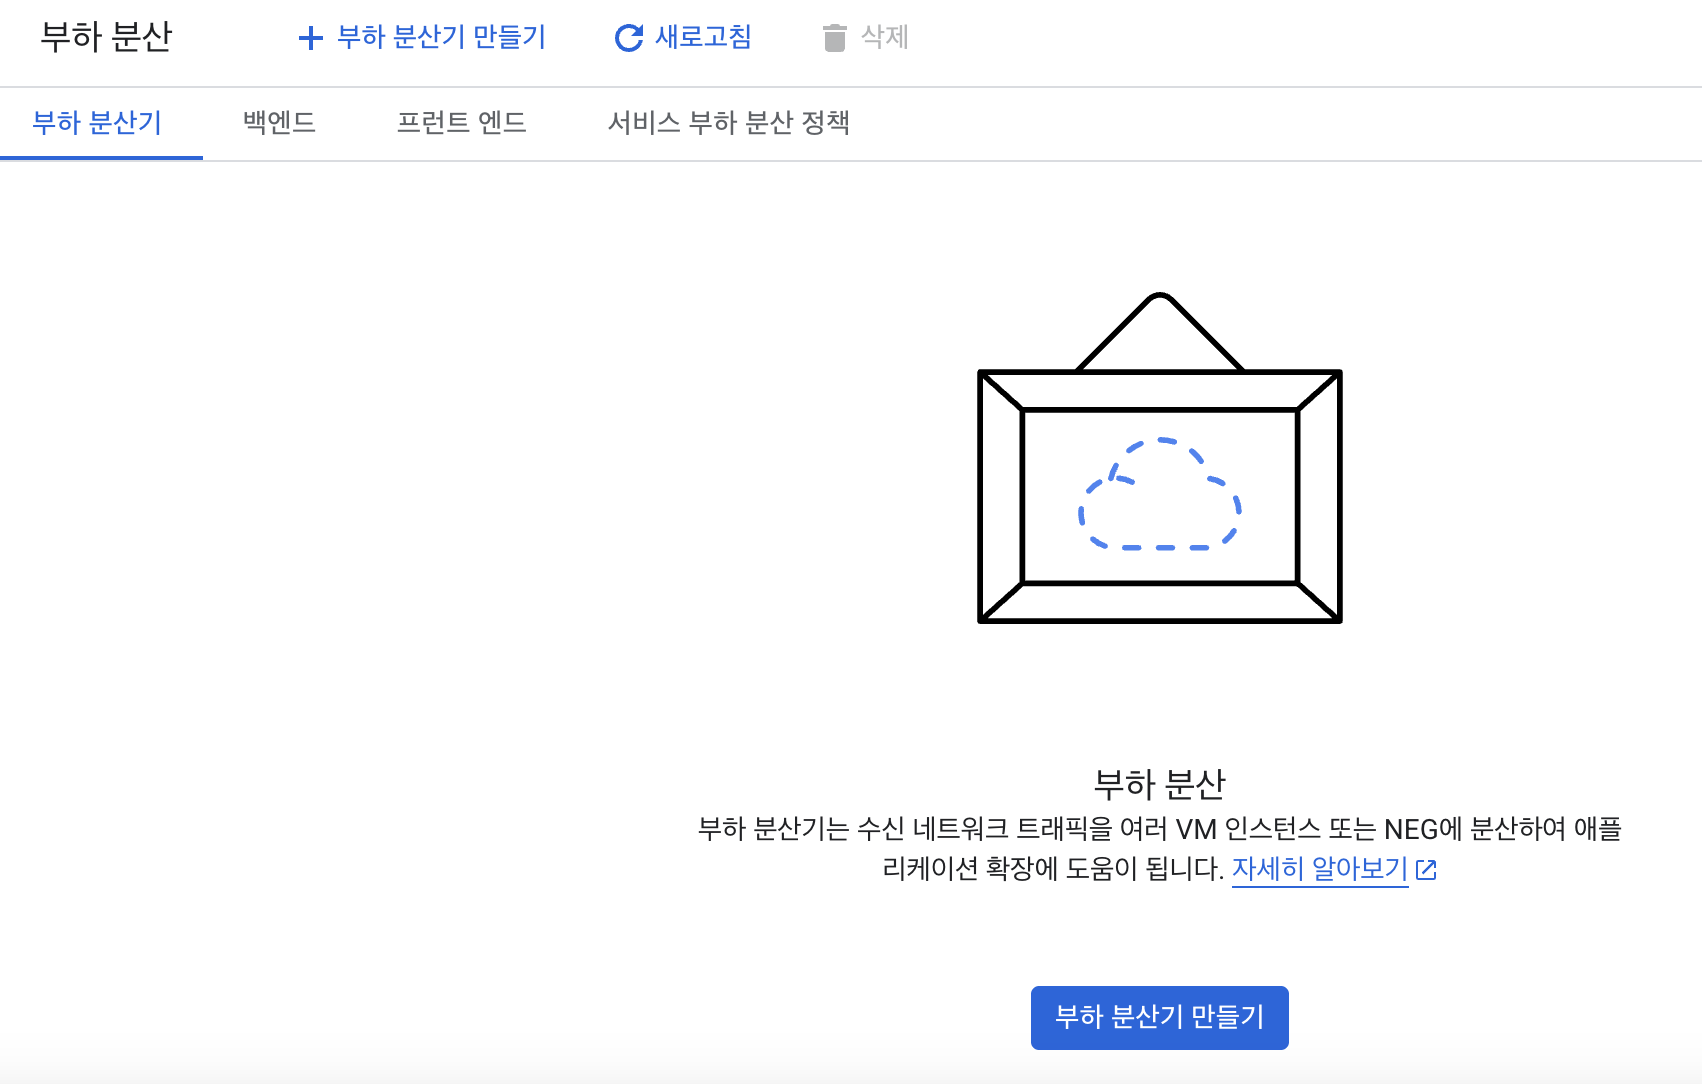 부하 분산
부하 분산기 만들기
새로고침
삭제
부하 분산기
백엔드
프런트 엔드
서비스 부하 분산 정책
부하 분산
부하 분산기는 수신 네트워크 트래픽을 여러 VM 인스턴스 또는 NEG에 분산하여 애플
리케이션 확장에 도움이 됩니다. 자세히 알아보기
부하 분산기 만들기